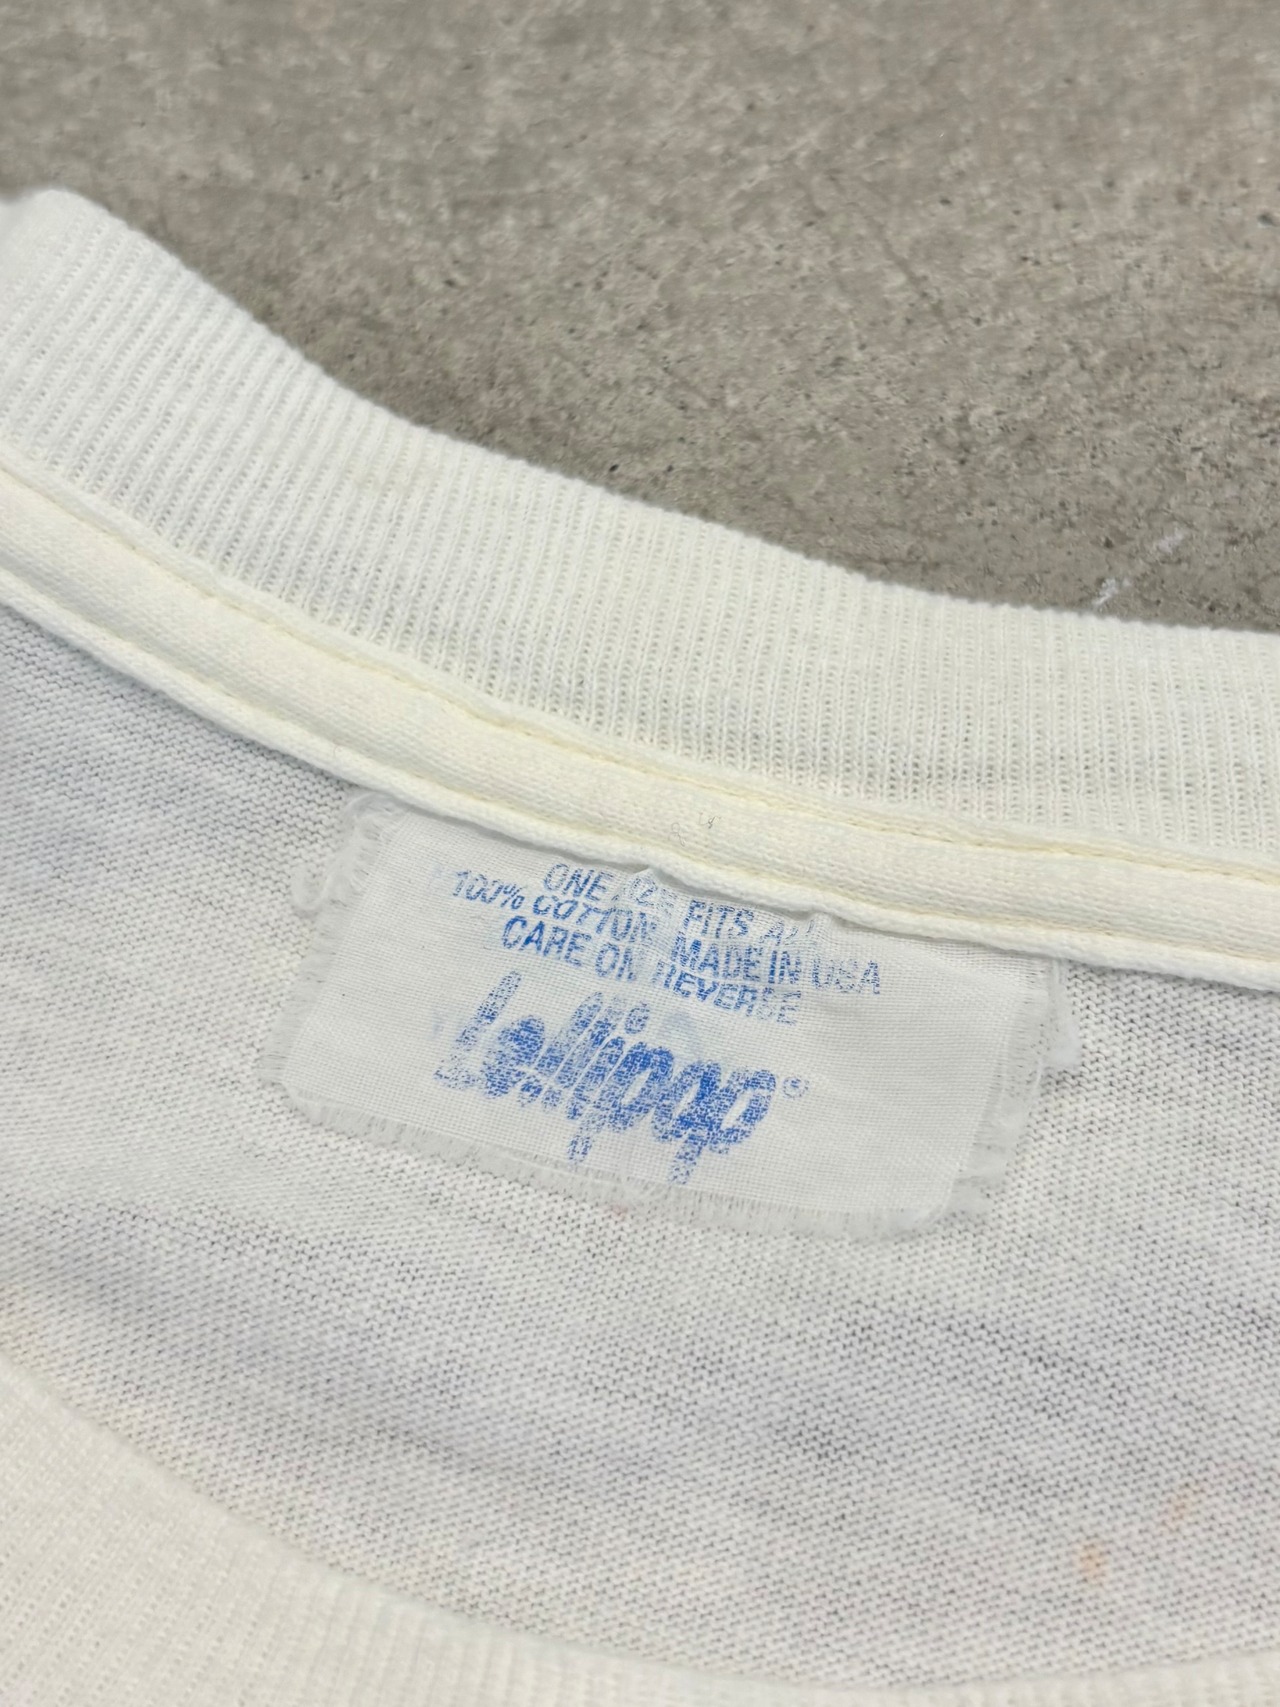 ONE SIZE FITS ALL
100% COTTON MADE IN USA
CARE ON REVERSE
Lollipop®